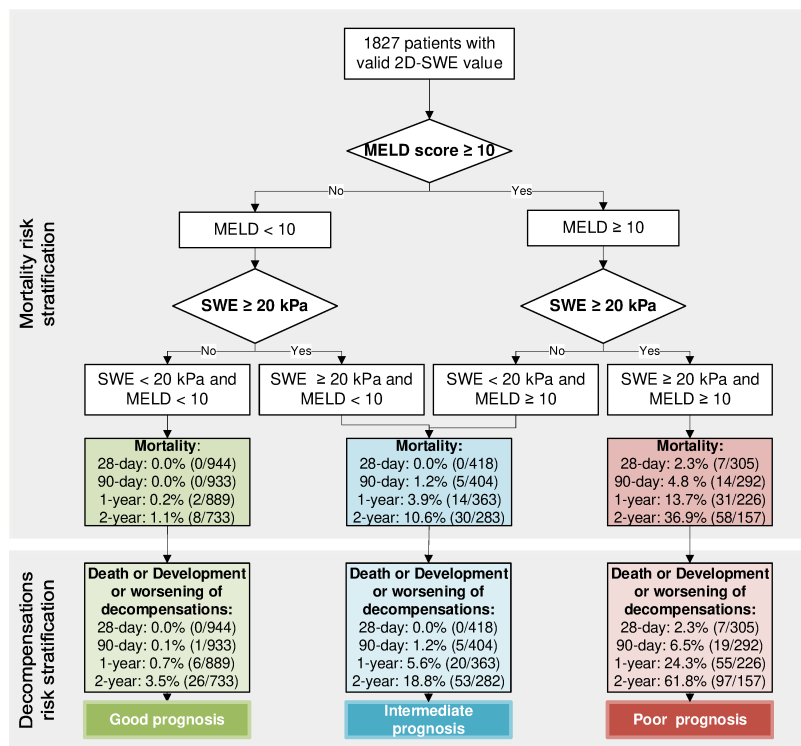 1827 patients with
valid 2D-SWE value
MELD score ≥ 10
No
Yes
MELD < 10
MELD ≥ 10
SWE ≥ 20 kPa
SWE ≥ 20 kPa
No
Yes
No
Yes
SWE < 20 kPa and
MELD < 10
SWE ≥ 20 kPa and
MELD < 10
SWE < 20 kPa and
MELD ≥ 10
SWE ≥ 20 kPa and
MELD ≥ 10
Mortality risk
stratification
Mortality:
28-day: 0.0% (0/944)
90-day: 0.0% (0/933)
1-year: 0.2% (2/889)
2-year: 1.1% (8/733)
Mortality:
28-day: 0.0% (0/418)
90-day: 1.2% (5/404)
1-year: 3.9% (14/363)
2-year: 10.6% (30/283)
Mortality:
28-day: 2.3% (7/305)
90-day: 4.8 % (14/292)
1-year: 13.7% (31/226)
2-year: 36.9% (58/157)
Decompensations
risk stratification
Death or Development
or worsening of
decompensations:
28-day: 0.0% (0/944)
90-day: 0.1% (1/933)
1-year: 0.7% (6/889)
2-year: 3.5% (26/733)
Death or Development
or worsening of
decompensations:
28-day: 0.0% (0/418)
90-day: 1.2% (5/404)
1-year: 5.6% (20/363)
2-year: 18.8% (53/282)
Death or Development
or worsening of
decompensations:
28-day: 2.3% (7/305)
90-day: 6.5% (19/292)
1-year: 24.3% (55/226)
2-year: 61.8% (97/157)
Good prognosis
Intermediate
prognosis
Poor prognosis